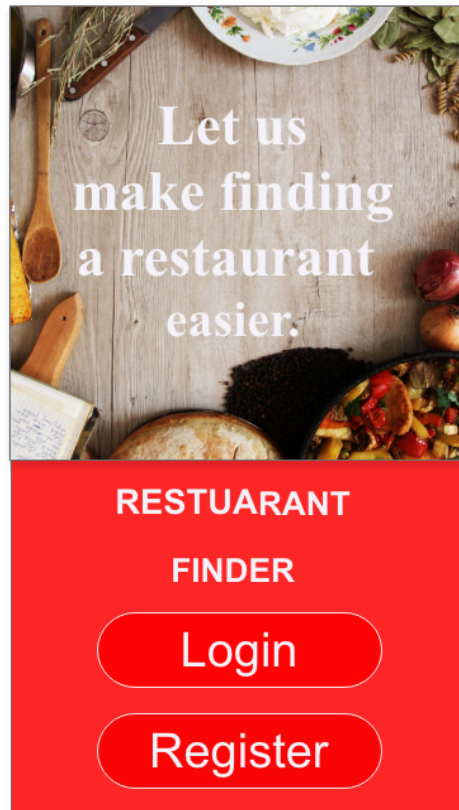 Let us
make finding
a restaurant
easier.
RESTUARANT
FINDER
Login
Register